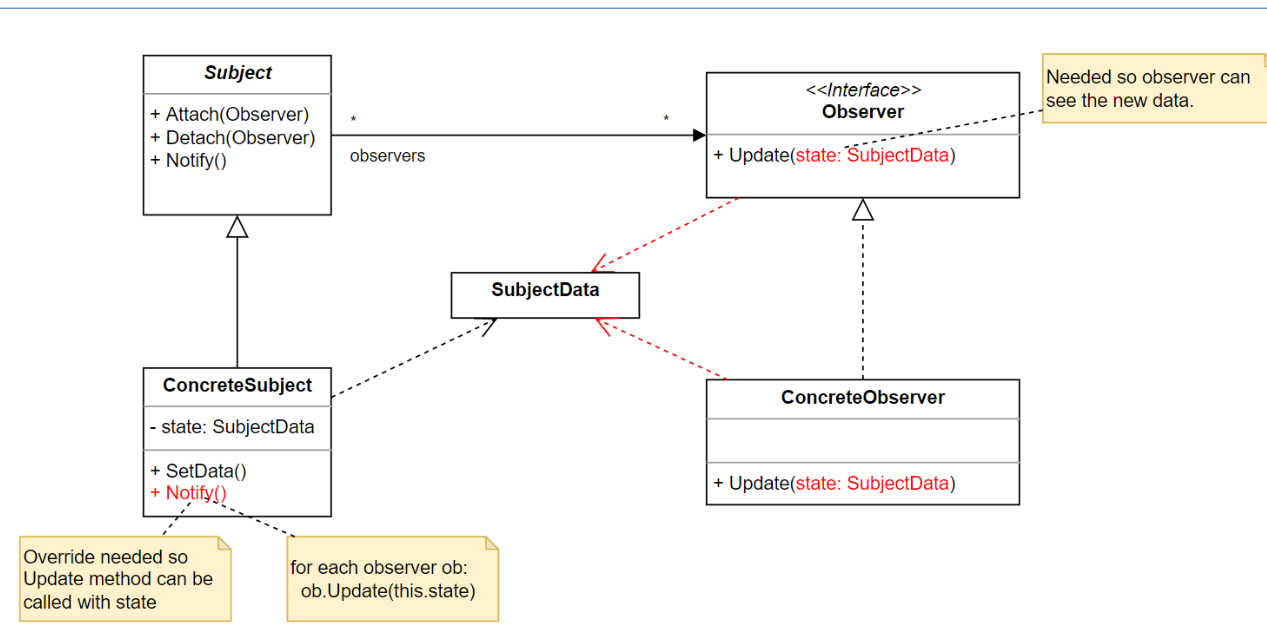 Subject
+ Attach(Observer)
+ Detach(Observer)
+ Notify()
*
*
observers
<<Interface>>
Observer
+ Update(state: SubjectData)
Needed so observer can
see the new data.
SubjectData
ConcreteSubject
- state: SubjectData
+ SetData()
+ Notify()
ConcreteObserver
+ Update(state: SubjectData)
Override needed so
Update method can be
called with state
for each observer ob:
ob.Update(this.state)